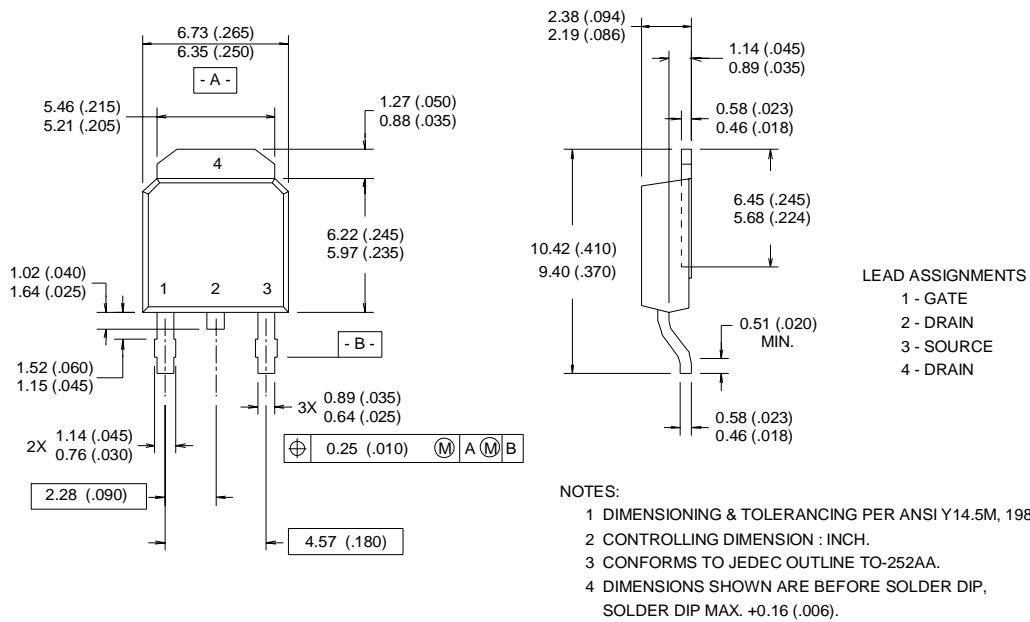 6.73 (.265)
6.35 (.250)
- A -
5.46 (.215)
5.21 (.205)
1.27 (.050)
0.88 (.035)
4
6.22 (.245)
5.97 (.235)
1.02 (.040)
1.64 (.025)
1 2 3
- B -
1.52 (.060)
1.15 (.045)
3X 0.89 (.035)
0.64 (.025)
2X 1.14 (.045)
0.76 (.030)
⌖ 0.25 (.010) Ⓜ A Ⓜ B
2.28 (.090)
4.57 (.180)
2.38 (.094)
2.19 (.086)
1.14 (.045)
0.89 (.035)
0.58 (.023)
0.46 (.018)
6.45 (.245)
5.68 (.224)
10.42 (.410)
9.40 (.370)
0.51 (.020)
MIN.
0.58 (.023)
0.46 (.018)
LEAD ASSIGNMENTS
1 - GATE
2 - DRAIN
3 - SOURCE
4 - DRAIN
NOTES:
1 DIMENSIONING & TOLERANCING PER ANSI Y14.5M, 198
2 CONTROLLING DIMENSION : INCH.
3 CONFORMS TO JEDEC OUTLINE TO-252AA.
4 DIMENSIONS SHOWN ARE BEFORE SOLDER DIP,
SOLDER DIP MAX. +0.16 (.006).